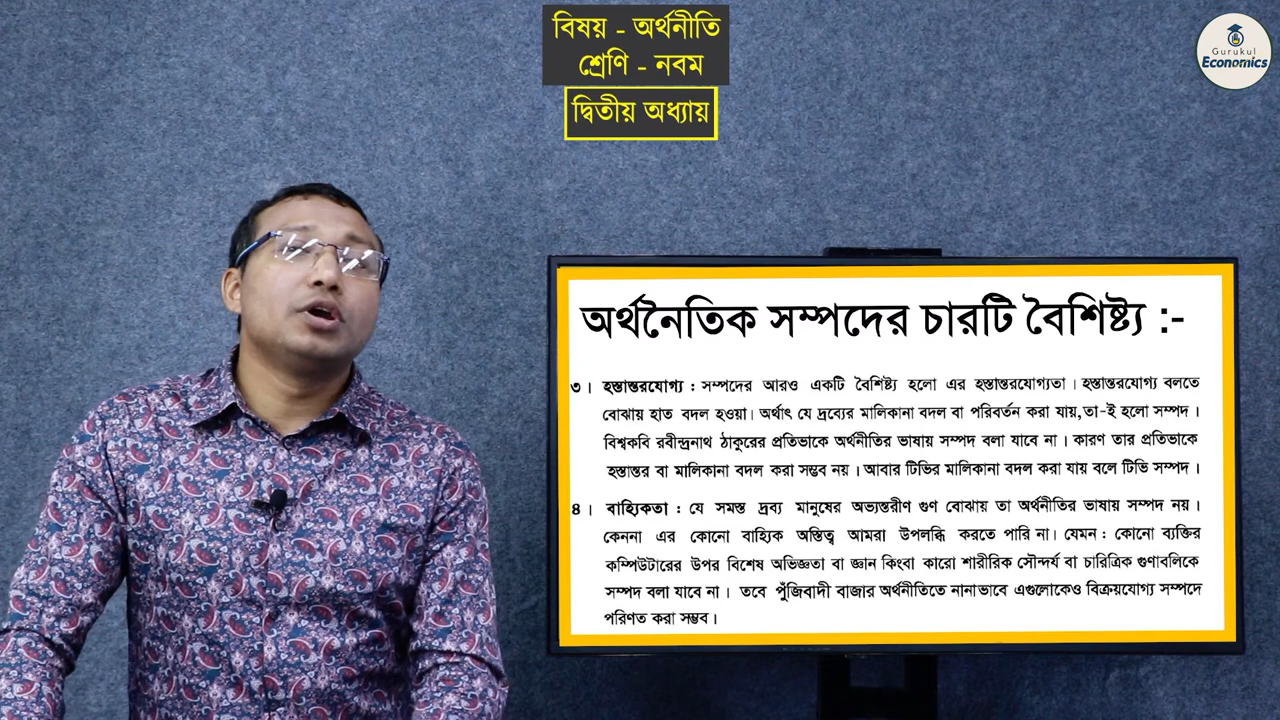 বিষয় - অর্থনীতি
শ্রেণি - নবম
দ্বিতীয় অধ্যায়
Gurukul
Economics
অর্থনৈতিক সম্পদের চারটি বৈশিষ্ট্য :-
৩। হস্তান্তরযোগ্য : সম্পদের আরও একটি বৈশিষ্ট্য হলো এর হস্তান্তরযোগ্যতা। হস্তান্তরযোগ্য বলতে
বোঝায় হাত বদল হওয়া। অর্থাৎ যে দ্রব্যের মালিকানা বদল বা পরিবর্তন করা যায়,তা-ই হলো সম্পদ।
বিশ্বকবি রবীন্দ্রনাথ ঠাকুরের প্রতিভাকে অর্থনীতির ভাষায় সম্পদ বলা যাবে না। কারণ তার প্রতিভাকে
হস্তান্তর বা মালিকানা বদল করা সম্ভব নয়। আবার টিভির মালিকানা বদল করা যায় বলে টিভি সম্পদ।
৪। বাহ্যিকতা : যে সমস্ত দ্রব্য মানুষের অভ্যন্তরীণ গুণ বোঝায় তা অর্থনীতির ভাষায় সম্পদ নয়।
কেননা এর কোনো বাহ্যিক অস্তিত্ব আমরা উপলব্ধি করতে পারি না। যেমন : কোনো ব্যক্তির
কম্পিউটারের উপর বিশেষ অভিজ্ঞতা বা জ্ঞান কিংবা কারো শারীরিক সৌন্দর্য বা চারিত্রিক গুণাবলিকে
সম্পদ বলা যাবে না। তবে পুঁজিবাদী বাজার অর্থনীতিতে নানাভাবে এগুলোকেও বিক্রয়যোগ্য সম্পদে
পরিণত করা সম্ভব।